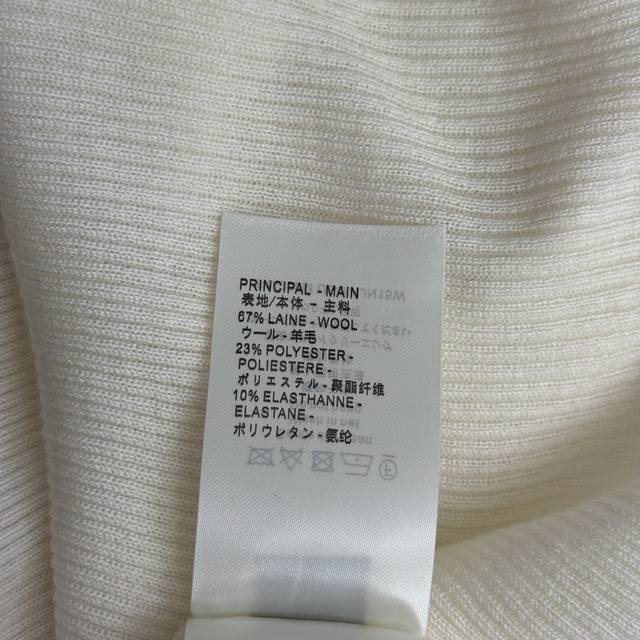 PRINCIPAL - MAIN
表地/本体 - 主料
67% LAINE - WOOL
ウール - 羊毛
23% POLYESTER -
POLIESTERE -
ポリエステル - 聚酯纤维
10% ELASTHANNE -
ELASTANE -
ポリウレタン - 氨纶